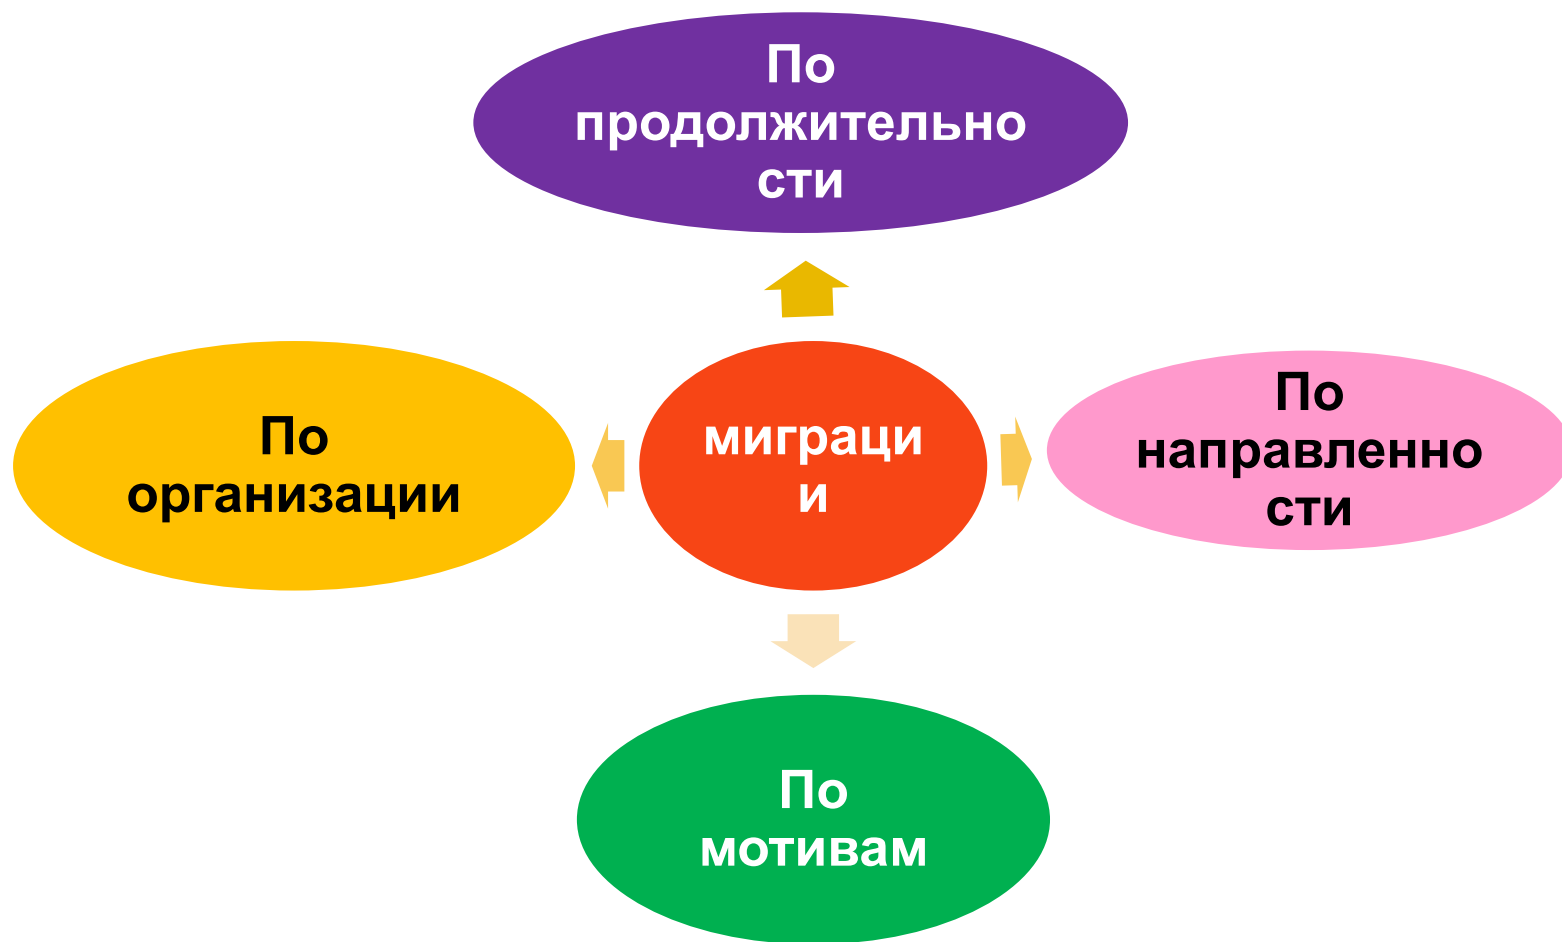 По
продолжительно
сти
По
организации
миграци
и
По
направленно
сти
По
мотивам